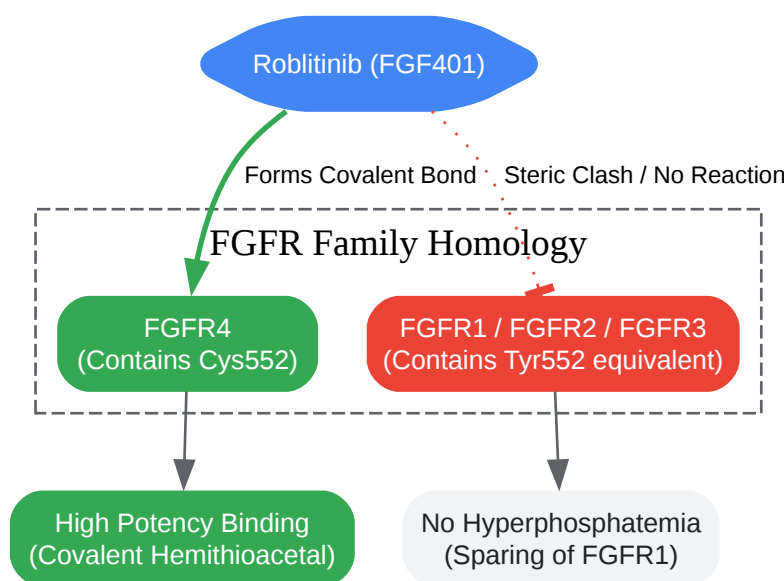 Roblitinib (FGF401)
Forms Covalent Bond
Steric Clash / No Reaction
FGFR Family Homology
FGFR4
(Contains Cys552)
FGFR1 / FGFR2 / FGFR3
(Contains Tyr552 equivalent)
High Potency Binding
(Covalent Hemithioacetal)
No Hyperphosphatemia
(Sparing of FGFR1)